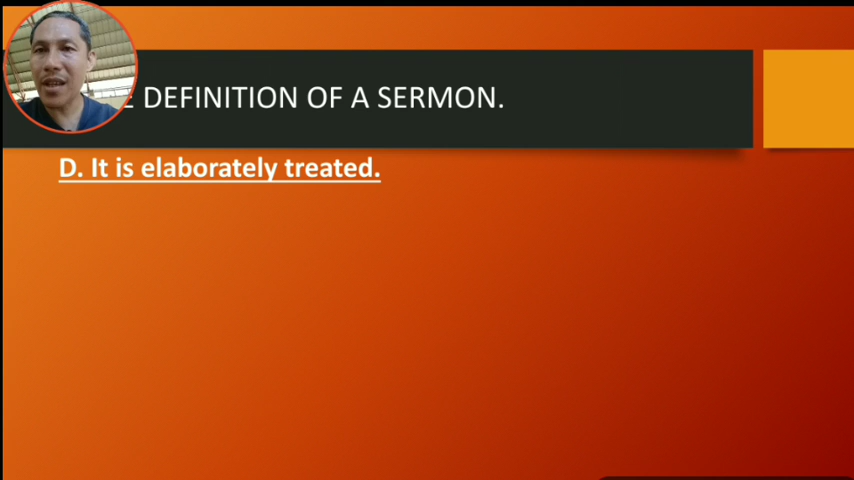 DEFINITION OF A SERMON.
D. It is elaborately treated.